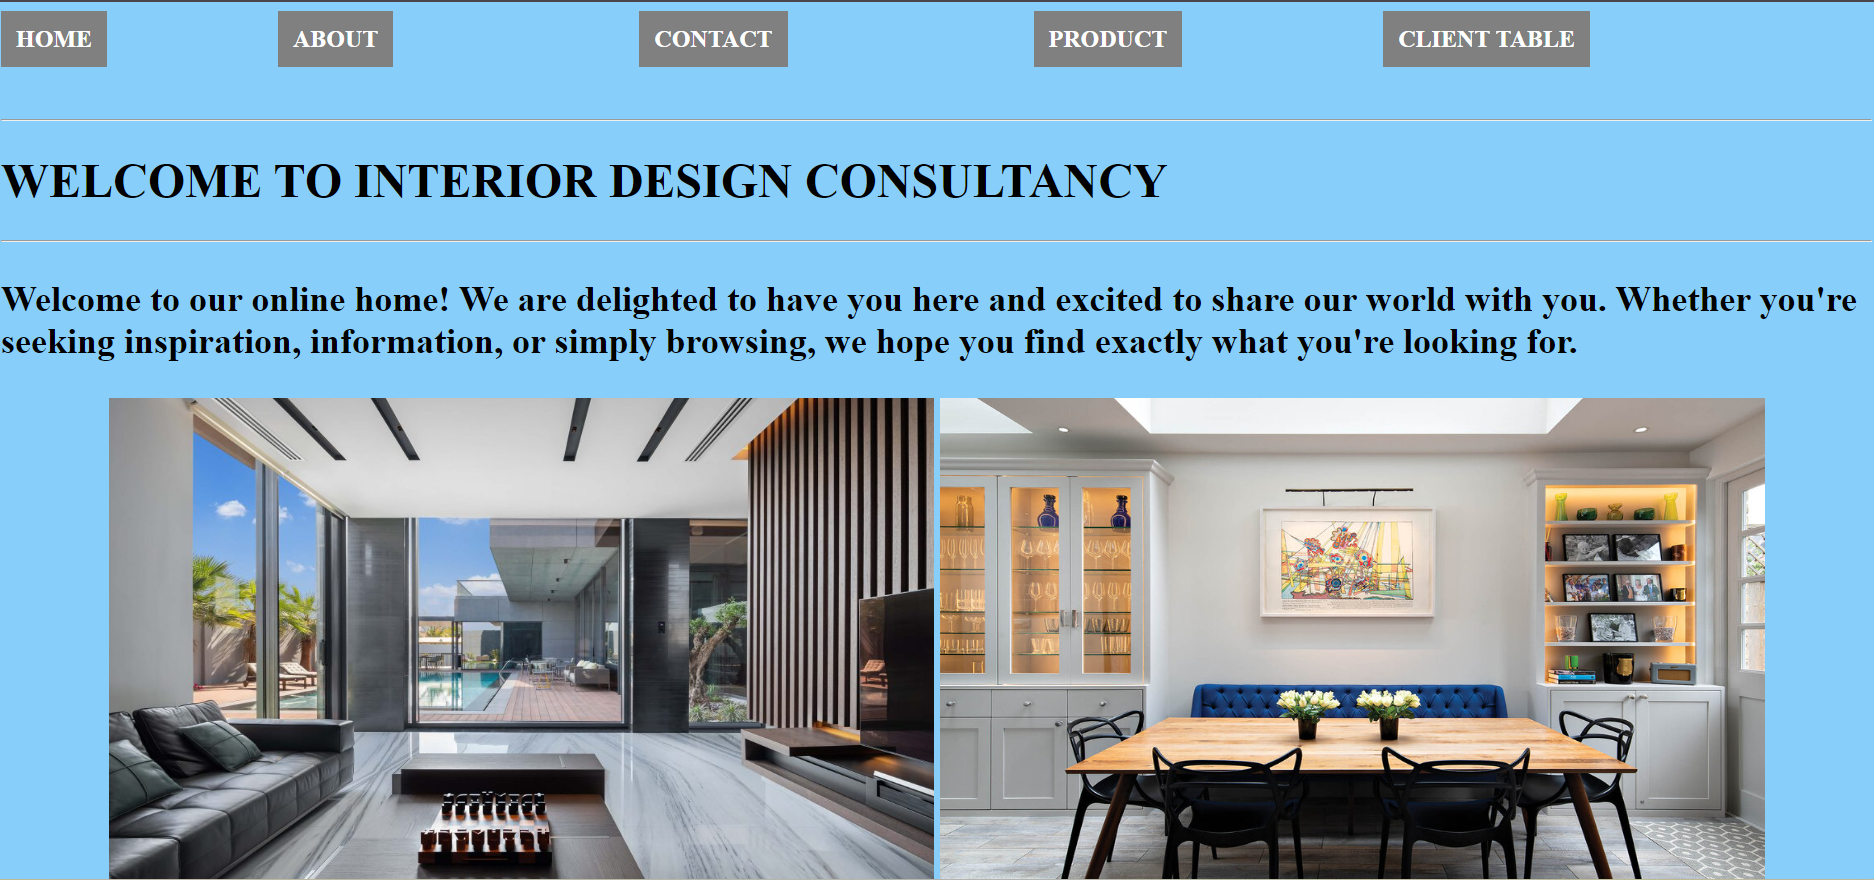 HOME ABOUT CONTACT PRODUCT CLIENT TABLE
WELCOME TO INTERIOR DESIGN CONSULTANCY
Welcome to our online home! We are delighted to have you here and excited to share our world with you. Whether you're
seeking inspiration, information, or simply browsing, we hope you find exactly what you're looking for.